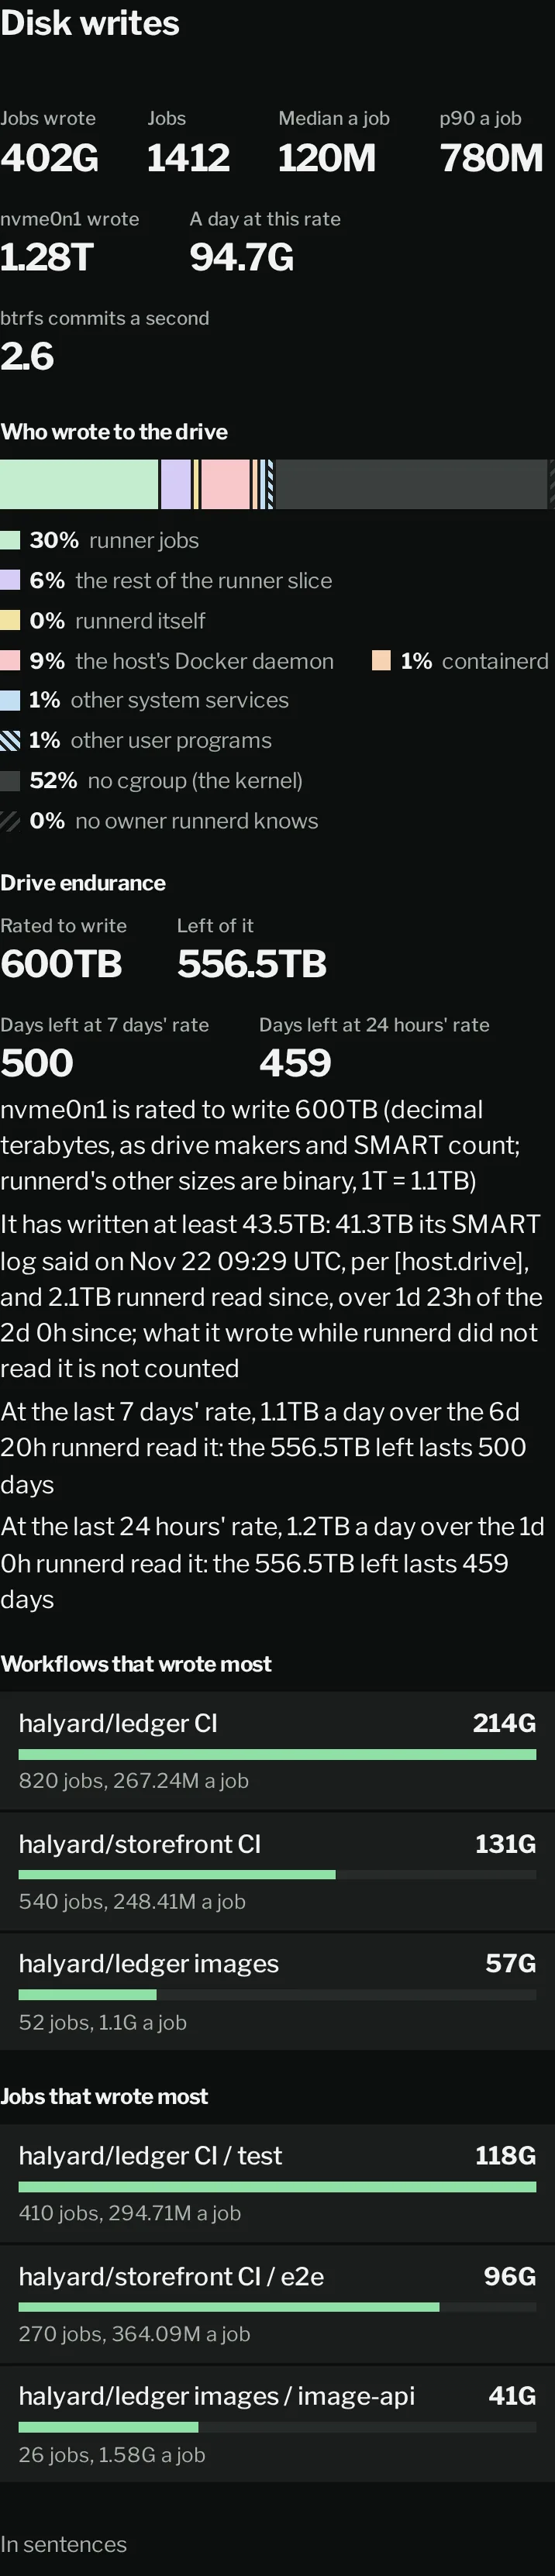 Disk writes
Jobs wrote
402G
Jobs
1412
Median a job
120M
p90 a job
780M
nvme0n1 wrote
1.28T
A day at this rate
94.7G
btrfs commits a second
2.6
Who wrote to the drive
30% runner jobs
6% the rest of the runner slice
0% runnerd itself
9% the host's Docker daemon
1% containerd
1% other system services
1% other user programs
52% no cgroup (the kernel)
0% no owner runnerd knows
Drive endurance
Rated to write
600TB
Left of it
556.5TB
Days left at 7 days' rate
500
Days left at 24 hours' rate
459
nvme0n1 is rated to write 600TB (decimal
terabytes, as drive makers and SMART count;
runnerd's other sizes are binary, 1T = 1.1TB)
It has written at least 43.5TB: 41.3TB its SMART
log said on Nov 22 09:29 UTC, per [host.drive],
and 2.1TB runnerd read since, over 1d 23h of the
2d 0h since; what it wrote while runnerd did not
read it is not counted
At the last 7 days' rate, 1.1TB a day over the 6d
20h runnerd read it: the 556.5TB left lasts 500
days
At the last 24 hours' rate, 1.2TB a day over the 1d
0h runnerd read it: the 556.5TB left lasts 459
days
Workflows that wrote most
halyard/ledger CI
214G
820 jobs, 267.24M a job
halyard/storefront CI
131G
540 jobs, 248.41M a job
halyard/ledger images
57G
52 jobs, 1.1G a job
Jobs that wrote most
halyard/ledger CI / test
118G
410 jobs, 294.71M a job
halyard/storefront CI / e2e
96G
270 jobs, 364.09M a job
halyard/ledger images / image-api
41G
26 jobs, 1.58G a job
In sentences